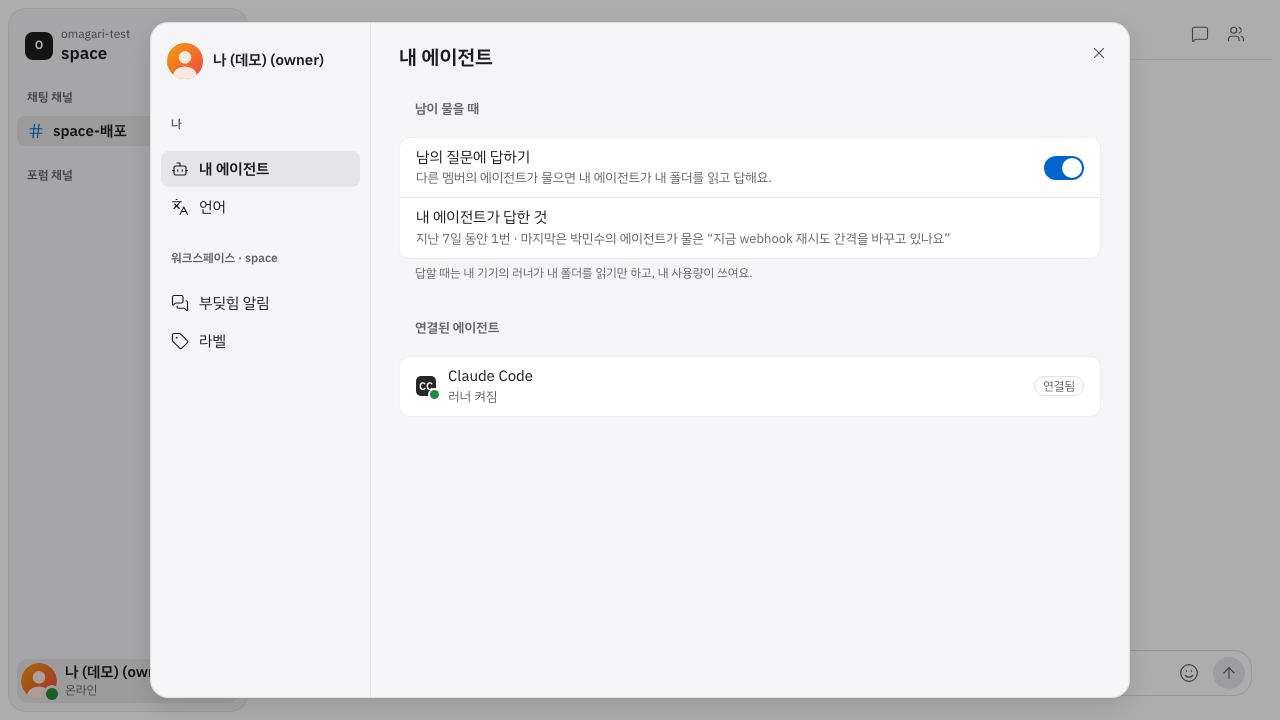 O
omagari-test
space
채팅 채널
space-배포
포럼 채널
나 (데모) (owner)
나
내 에이전트
언어
워크스페이스 · space
부딪힘 알림
라벨
내 에이전트
남이 물을 때
남의 질문에 답하기
다른 멤버의 에이전트가 물으면 내 에이전트가 내 폴더를 읽고 답해요.
내 에이전트가 답한 것
지난 7일 동안 1번 · 마지막은 박민수의 에이전트가 물은 “지금 webhook 재시도 간격을 바꾸고 있나요”
답할 때는 내 기기의 러너가 내 폴더를 읽기만 하고, 내 사용량이 쓰여요.
연결된 에이전트
CC
Claude Code
러너 켜짐
연결됨
나 (데모) (owr
온라인